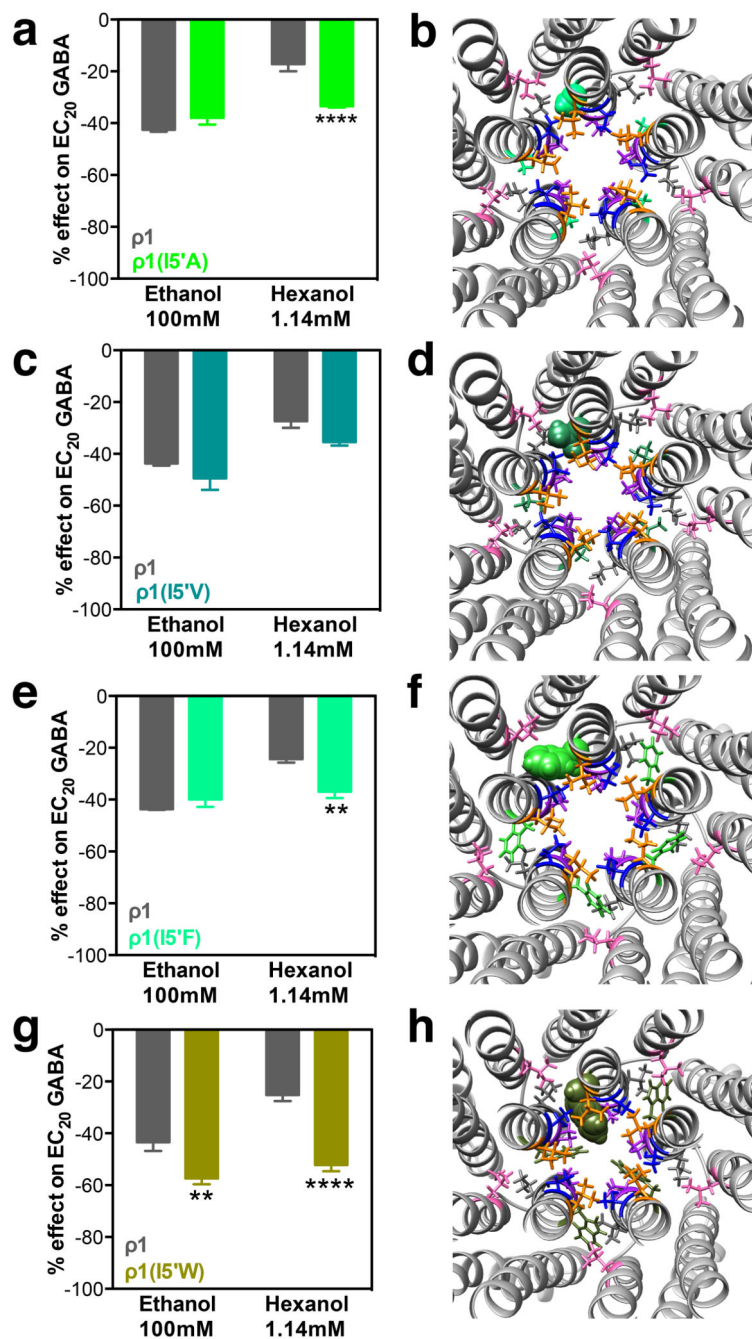 a
b
% effect on EC20 GABA
0
-20
-40
-60
-80
-100
****
ρ1
ρ1(I5'A)
Ethanol
100mM
Hexanol
1.14mM
c
d
% effect on EC20 GABA
0
-20
-40
-60
-80
-100
ρ1
ρ1(I5'V)
Ethanol
100mM
Hexanol
1.14mM
e
f
% effect on EC20 GABA
0
-20
-40
-60
-80
-100
**
ρ1
ρ1(I5'F)
Ethanol
100mM
Hexanol
1.14mM
g
h
% effect on EC20 GABA
0
-20
-40
-60
-80
-100
**
****
ρ1
ρ1(I5'W)
Ethanol
100mM
Hexanol
1.14mM